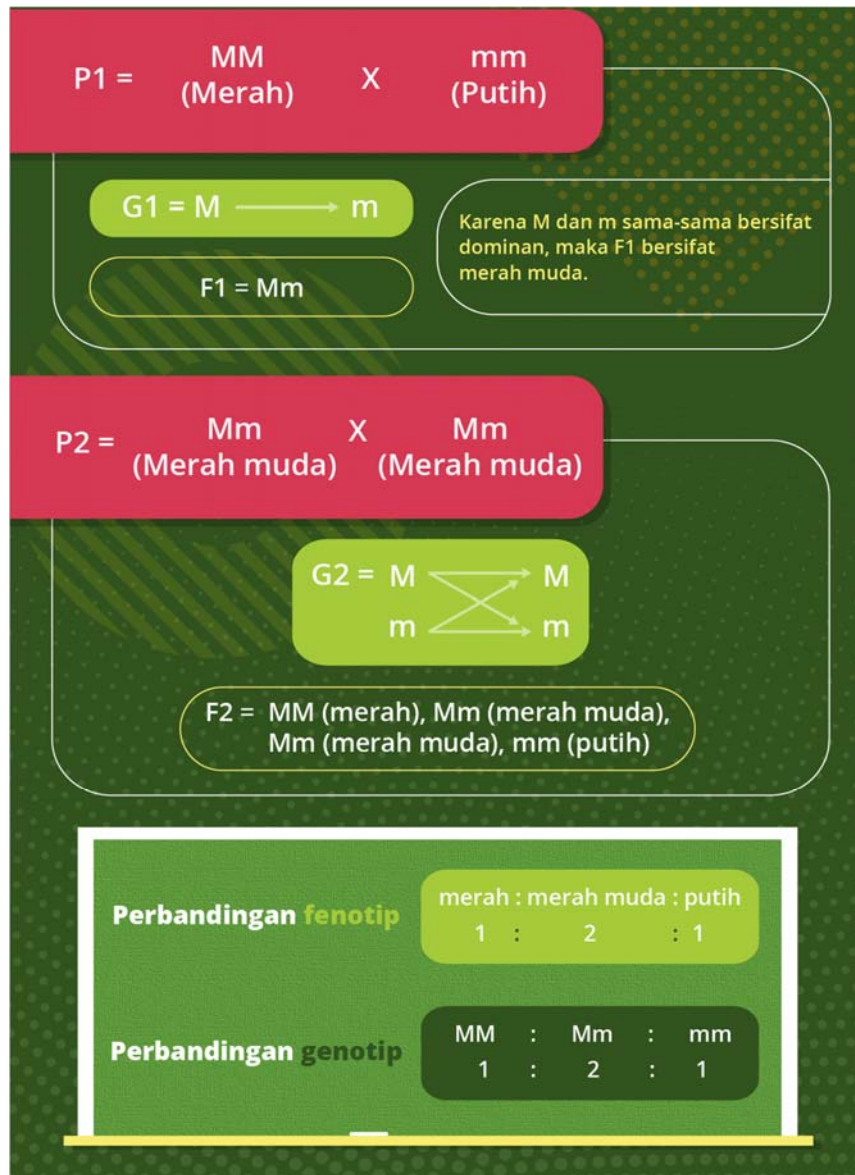 P1 = MM X mm
(Merah) (Putih)
G1 = M m
Karena M dan m sama-sama bersifat
dominan, maka F1 bersifat
merah muda.
F1 = Mm
P2 = Mm X Mm
(Merah muda) (Merah muda)
G2 = M M
m m
F2 = MM (merah), Mm (merah muda),
Mm (merah muda), mm (putih)
Perbandingan fenotip
merah : merah muda : putih
1 : 2 : 1
Perbandingan genotip
MM : Mm : mm
1 : 2 : 1